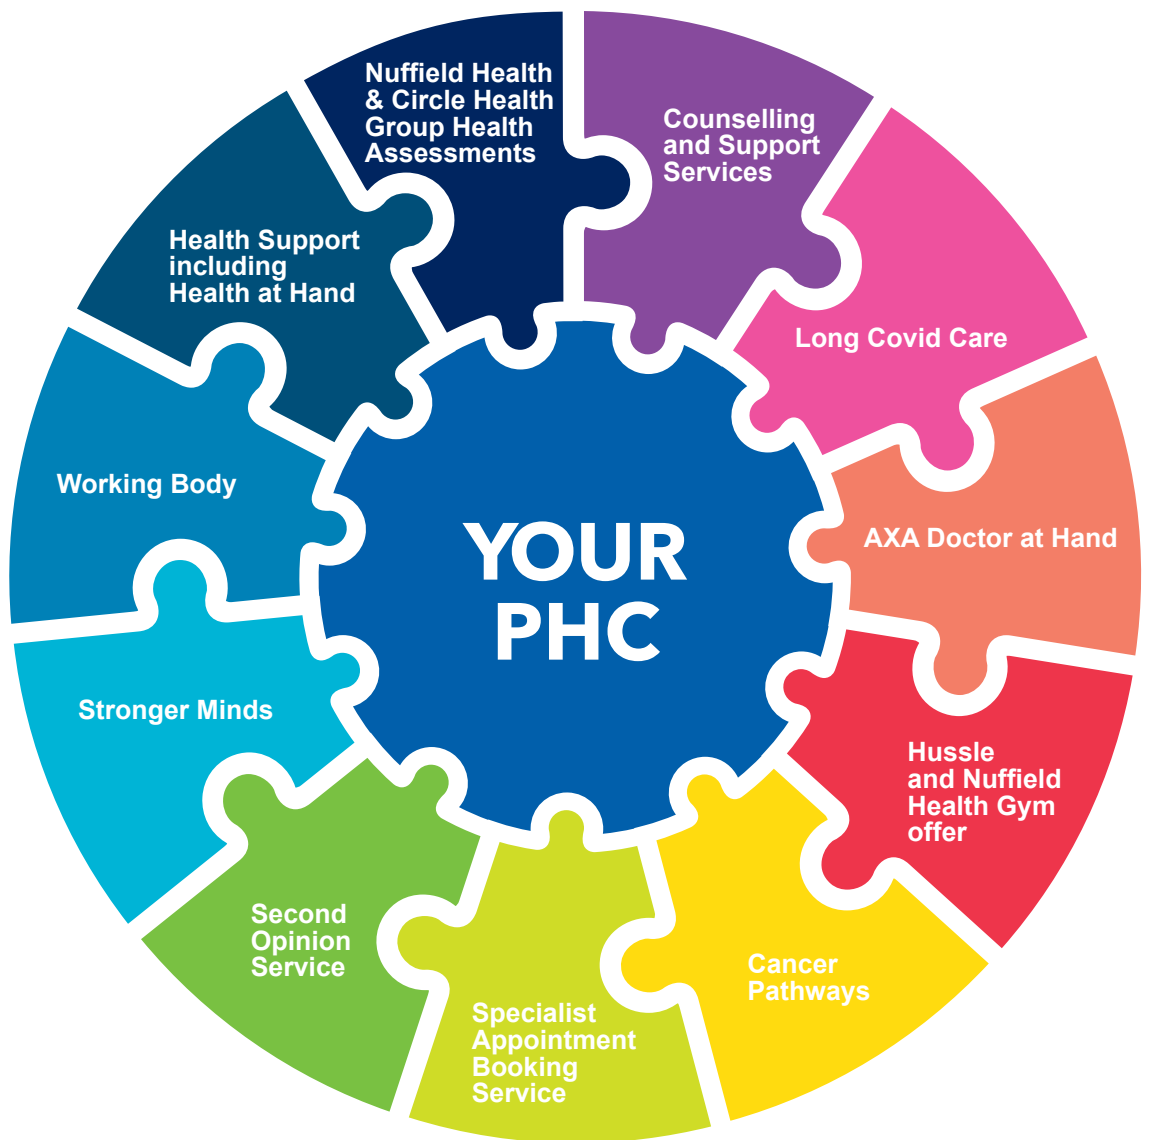 Nuffield Health
& Circle Health
Group Health
Assessments
Counselling
and Support
Services
Long Covid Care
AXA Doctor at Hand
Hussle
and Nuffield
Health Gym
offer
Cancer
Pathways
Specialist
Appointment
Booking
Service
Second
Opinion
Service
Stronger Minds
Working Body
Health Support
including
Health at Hand
YOUR
PHC